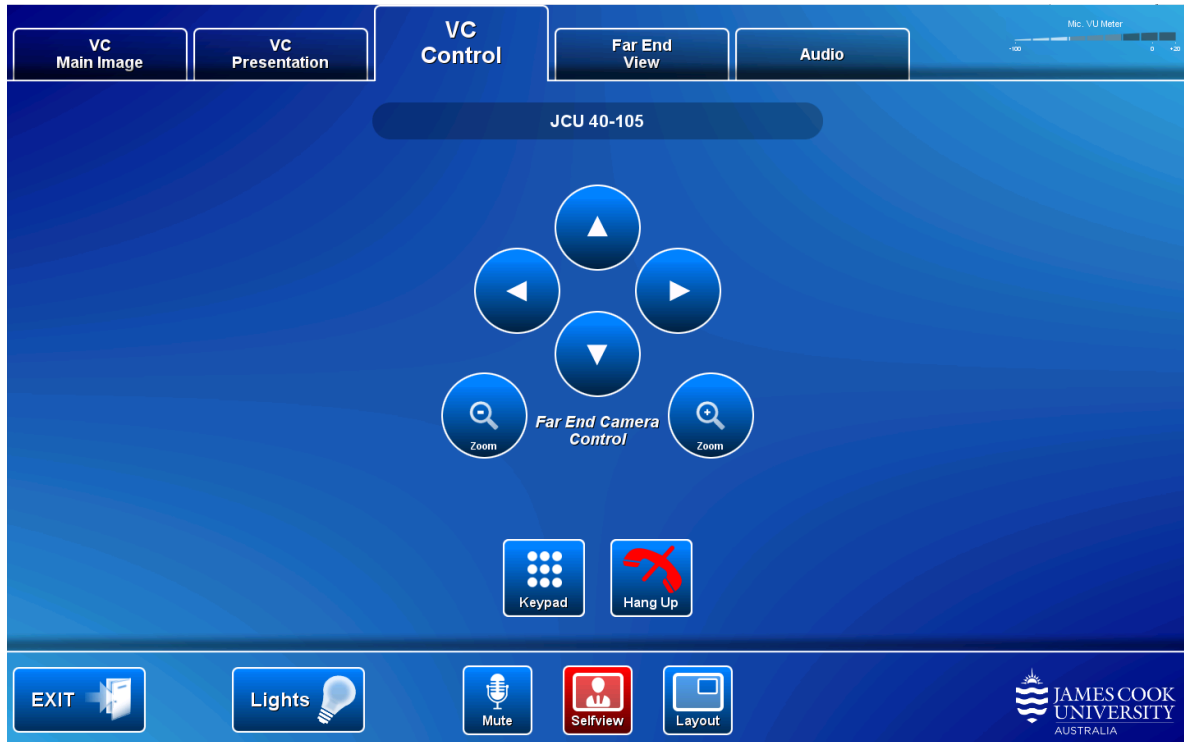 VC
Main Image
VC
Presentation
VC
Control
Far End
View
Audio
Mic. VU Meter
-100 0 +20
JCU 40-105
Zoom
Far End Camera
Control
Zoom
Keypad
Hang Up
EXIT
Lights
Mute
Selfview
Layout
JAMES COOK
UNIVERSITY
AUSTRALIA